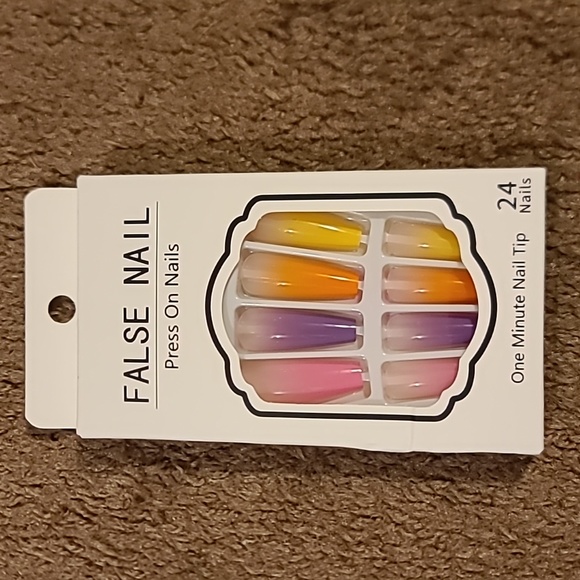 FALSE NAIL
Press On Nails
One Minute Nail Tip
24
Nails